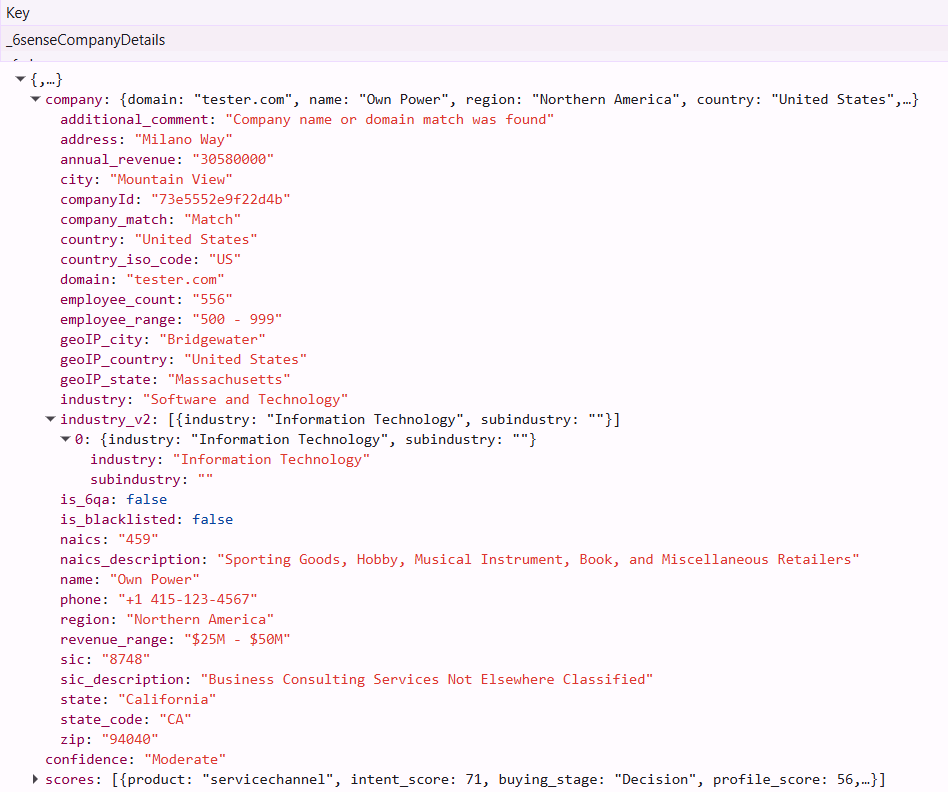 Key
_6senseCompanyDetails
{,…}
company: {domain: "tester.com", name: "Own Power", region: "Northern America", country: "United States",…}
additional_comment: "Company name or domain match was found"
address: "Milano Way"
annual_revenue: "30580000"
city: "Mountain View"
companyId: "73e5552e9f22d4b"
company_match: "Match"
country: "United States"
country_iso_code: "US"
domain: "tester.com"
employee_count: "556"
employee_range: "500 - 999"
geoIP_city: "Bridgewater"
geoIP_country: "United States"
geoIP_state: "Massachusetts"
industry: "Software and Technology"
industry_v2: [{industry: "Information Technology", subindustry: ""}]
0: {industry: "Information Technology", subindustry: ""}
industry: "Information Technology"
subindustry: ""
is_6qa: false
is_blacklisted: false
naics: "459"
naics_description: "Sporting Goods, Hobby, Musical Instrument, Book, and Miscellaneous Retailers"
name: "Own Power"
phone: "+1 415-123-4567"
region: "Northern America"
revenue_range: "$25M - $50M"
sic: "8748"
sic_description: "Business Consulting Services Not Elsewhere Classified"
state: "California"
state_code: "CA"
zip: "94040"
confidence: "Moderate"
scores: [{product: "servicechannel", intent_score: 71, buying_stage: "Decision", profile_score: 56,…}]